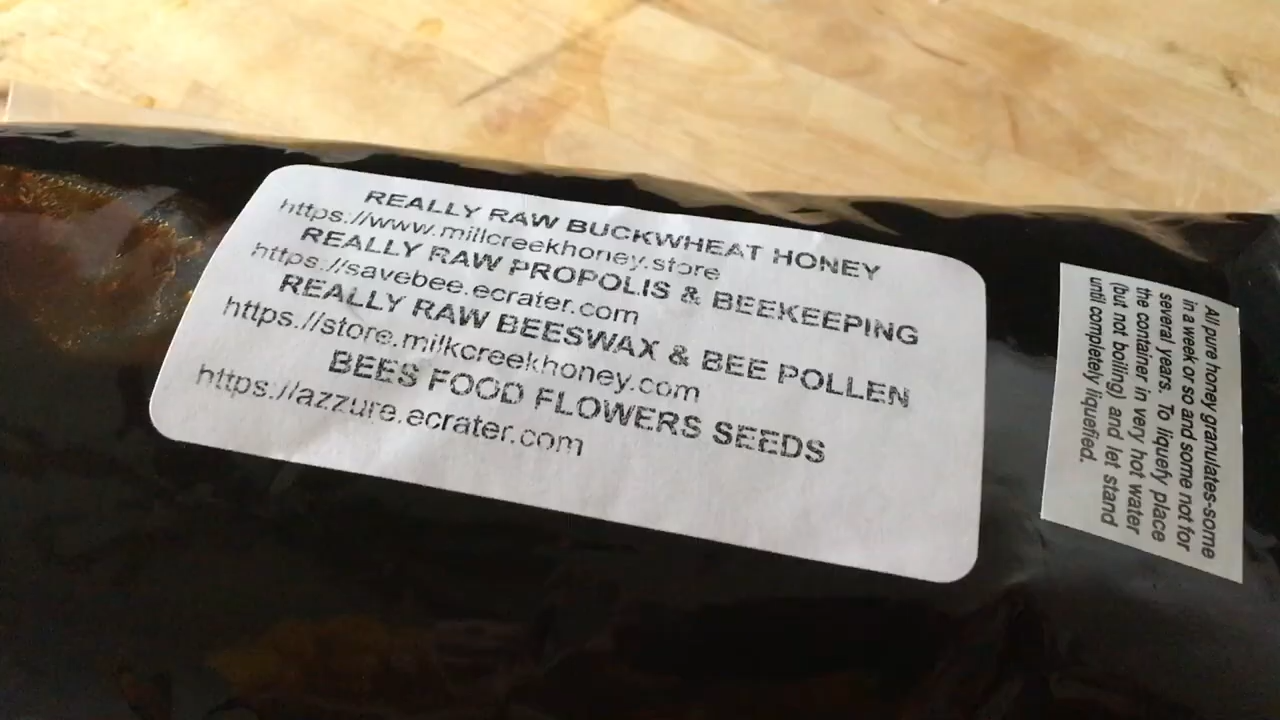 REALLY RAW BUCKWHEAT HONEY
https://www.millcreekhoney.store
REALLY RAW PROPOLIS & BEEKEEPING
https://savebee.ecrater.com
REALLY RAW BEESWAX & BEE POLLEN
https://store.milkcreekhoney.com
BEES FOOD FLOWERS SEEDS
https://azzure.ecrater.com
All pure honey granulates-some
in a week or so and some not for
several years. To liquefy place
the container in very hot water
(but not boiling) and let stand
until completely liquefied.